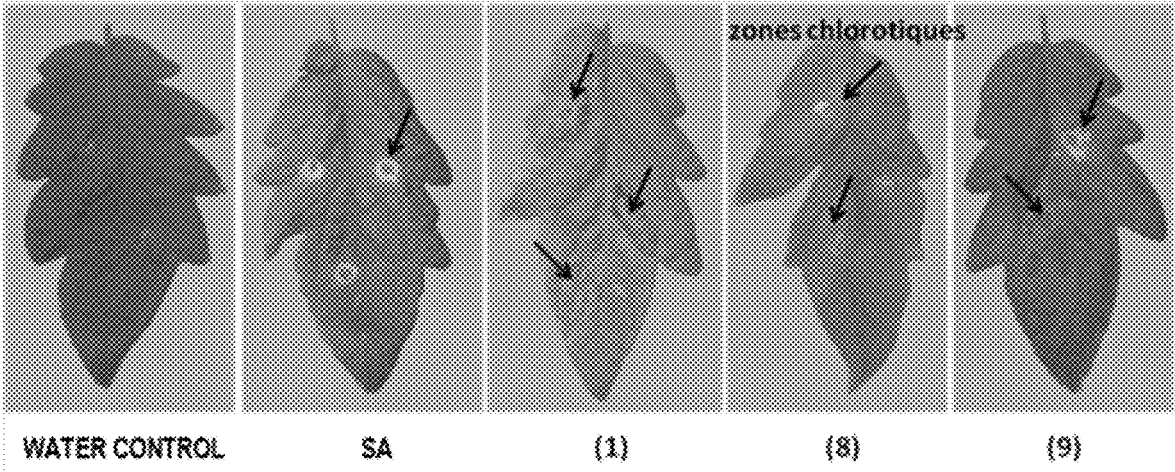 zones chlorotiques
WATER CONTROL
SA
(1)
(8)
(9)